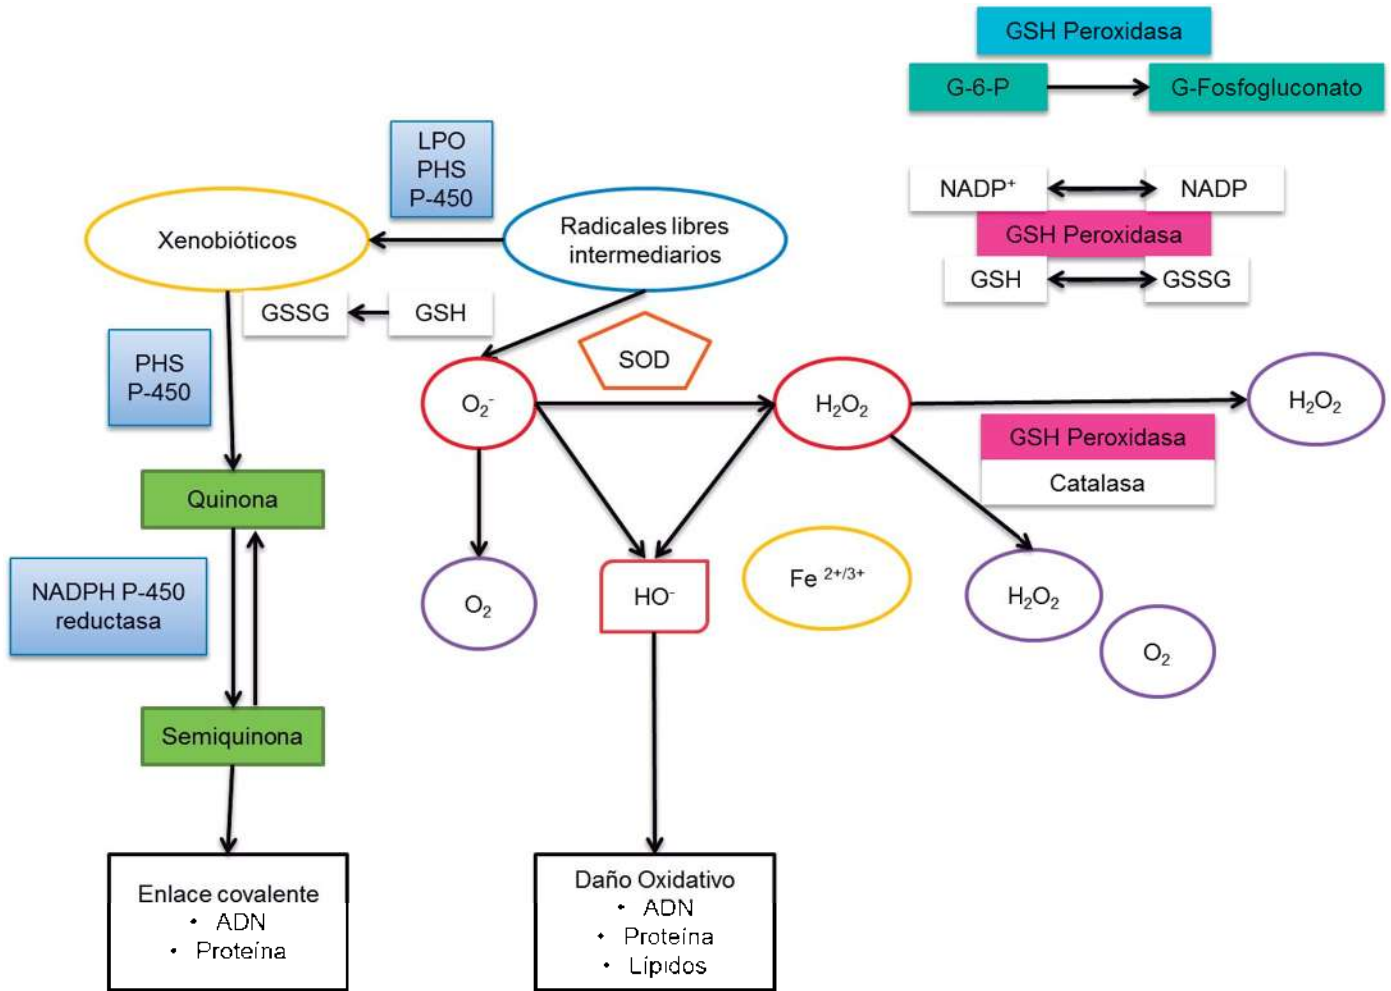 GSH Peroxidasa
G-6-P
G-Fosfogluconato
LPO
PHS
P-450
NADP⁺
NADP
Xenobióticos
Radicales libres
intermediarios
GSH Peroxidasa
GSH
GSSG
GSSG
GSH
PHS
P-450
SOD
O₂⁻
H₂O₂
H₂O₂
GSH Peroxidasa
Catalasa
Quinona
NADPH P-450
reductasa
O₂
HO⁻
Fe ²⁺/³⁺
H₂O₂
O₂
Semiquinona
Enlace covalente
• ADN
• Proteína
Daño Oxidativo
• ADN
• Proteína
• Lípidos